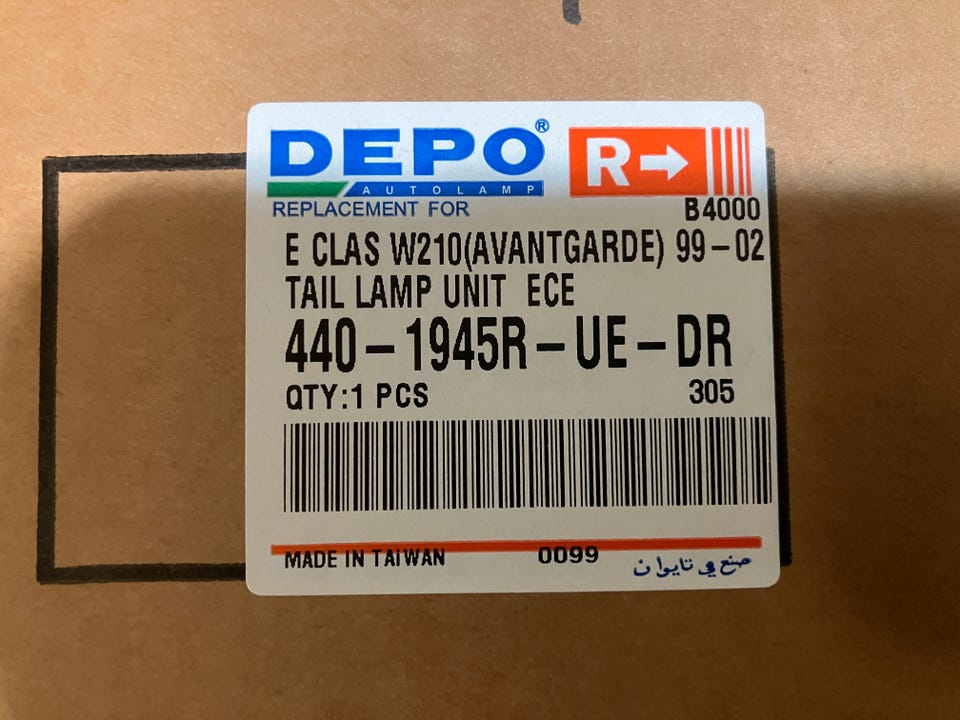 DEPO®
AUTOLAMP
R→
REPLACEMENT FOR
B4000
E CLAS W210(AVANTGARDE) 99-02
TAIL LAMP UNIT ECE
440-1945R-UE-DR
QTY:1 PCS 305
MADE IN TAIWAN 0099 صنع في تايوان